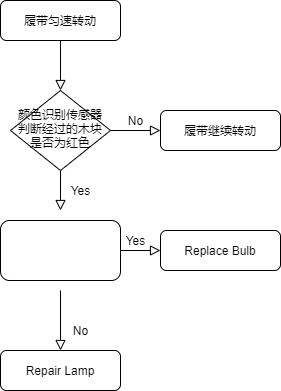 履带匀速转动
颜色识别传感器
判断经过的木块
是否为红色
No
履带继续转动
Yes
Yes
Replace Bulb
No
Repair Lamp